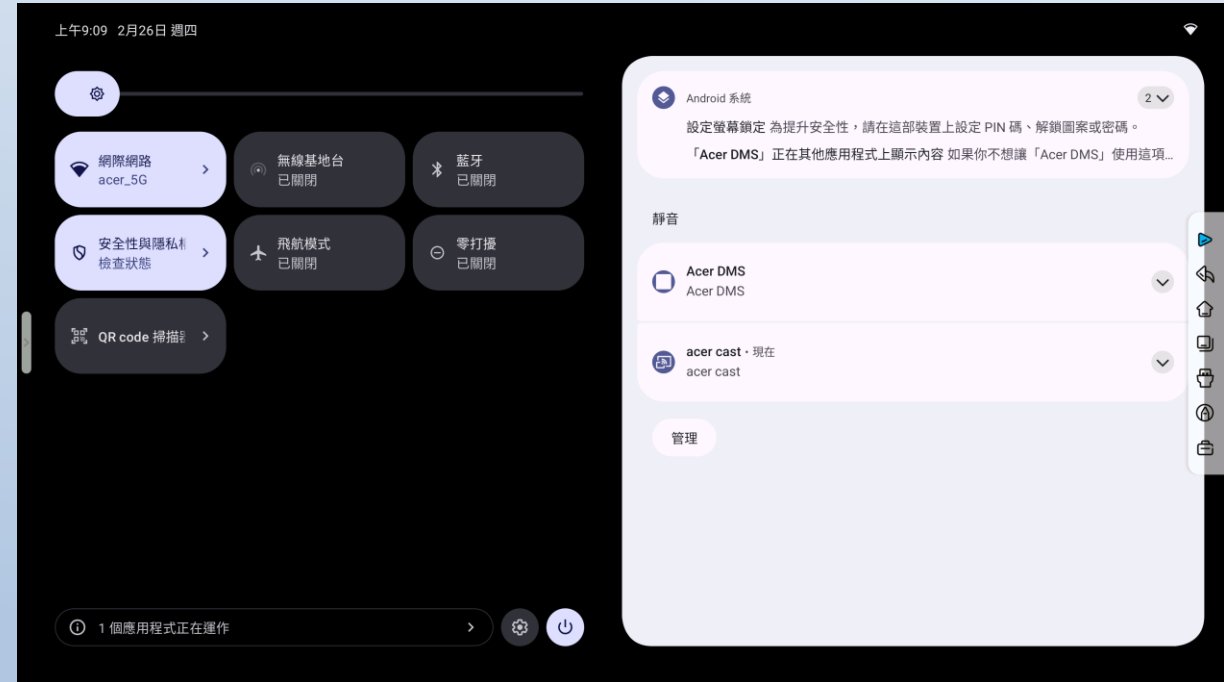 上午9:09 2月26日 週四
網際網路
acer_5G
無線基地台
已關閉
藍牙
已關閉
安全性與隱私
檢查狀態
飛航模式
已關閉
零打擾
已關閉
QR code 掃描
1 個應用程式正在運作
Android 系統
2
設定螢幕鎖定 為提升安全性，請在這部裝置上設定 PIN 碼、解鎖圖案或密碼。
「Acer DMS」正在其他應用程式上顯示內容 如果你不想讓「Acer DMS」使用這項…
靜音
Acer DMS
Acer DMS
acer cast・現在
acer cast
管理